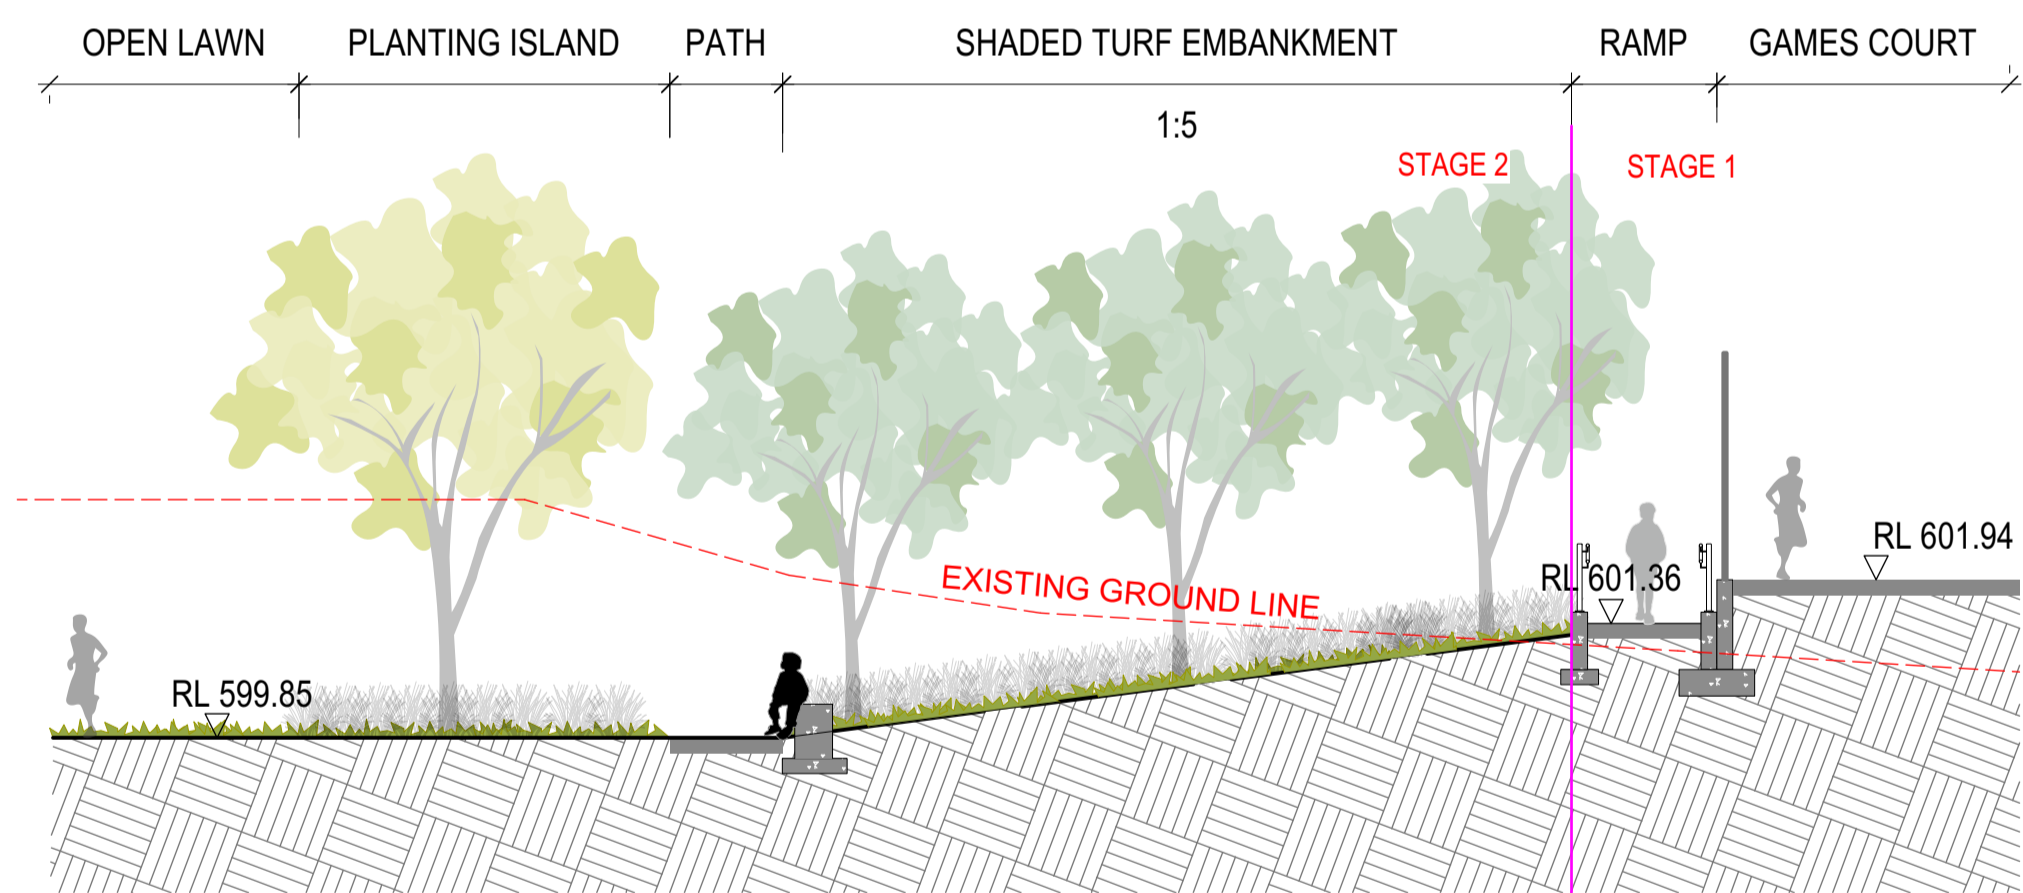 OPEN LAWN
PLANTING ISLAND
PATH
SHADED TURF EMBANKMENT
RAMP
GAMES COURT
1:5
STAGE 2
STAGE 1
RL 601.94
EXISTING GROUND LINE
RL 601.36
RL 599.85